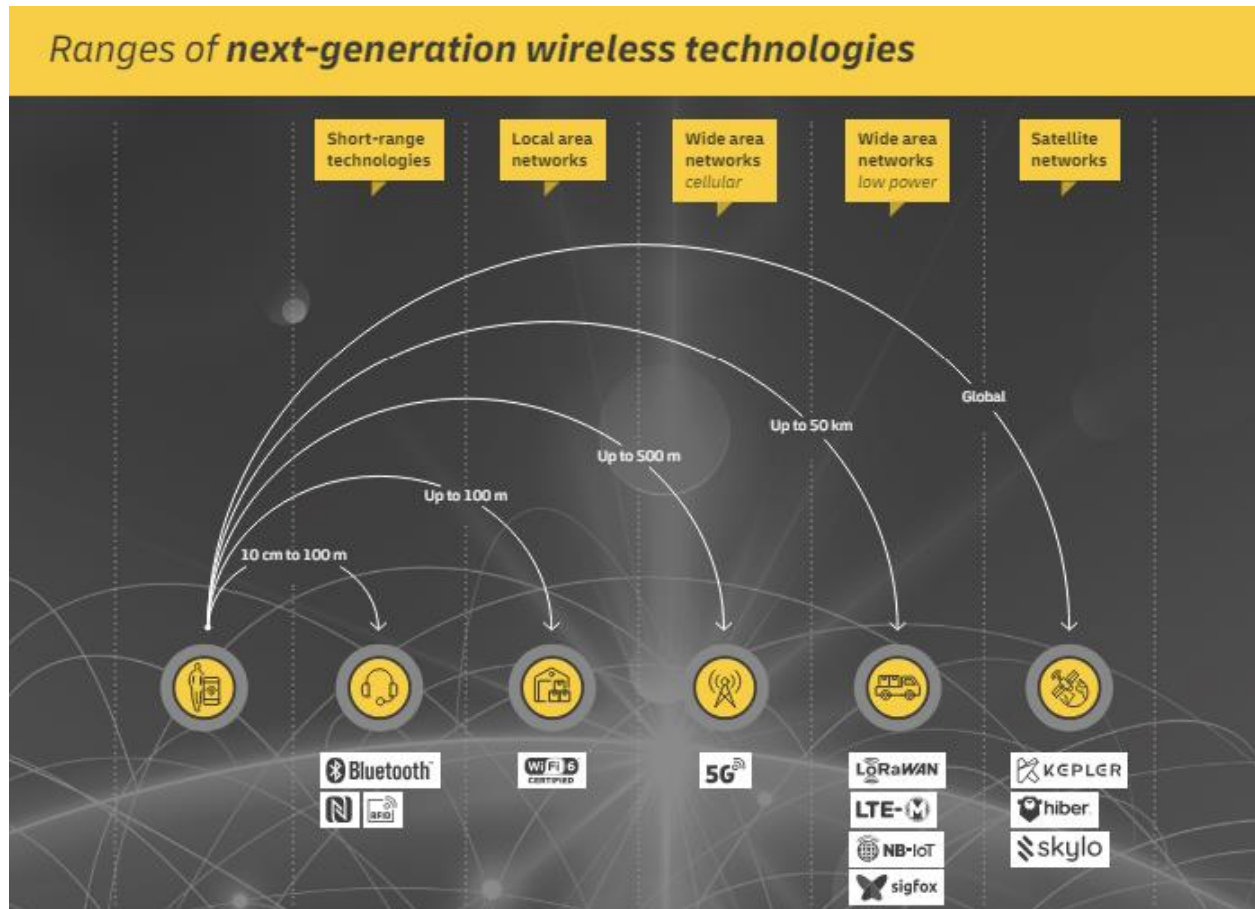 Ranges of next-generation wireless technologies
Short-range
technologies
Local area
networks
Wide area
networks
cellular
Wide area
networks
low power
Satellite
networks
Global
Up to 50 km
Up to 500 m
Up to 100 m
10 cm to 100 m
Bluetooth™
N
RFID
WiFi 6
CERTIFIED
5G
LoRaWAN
LTE-M
NB-IoT
sigfox
KEPLER
hiber
skylo